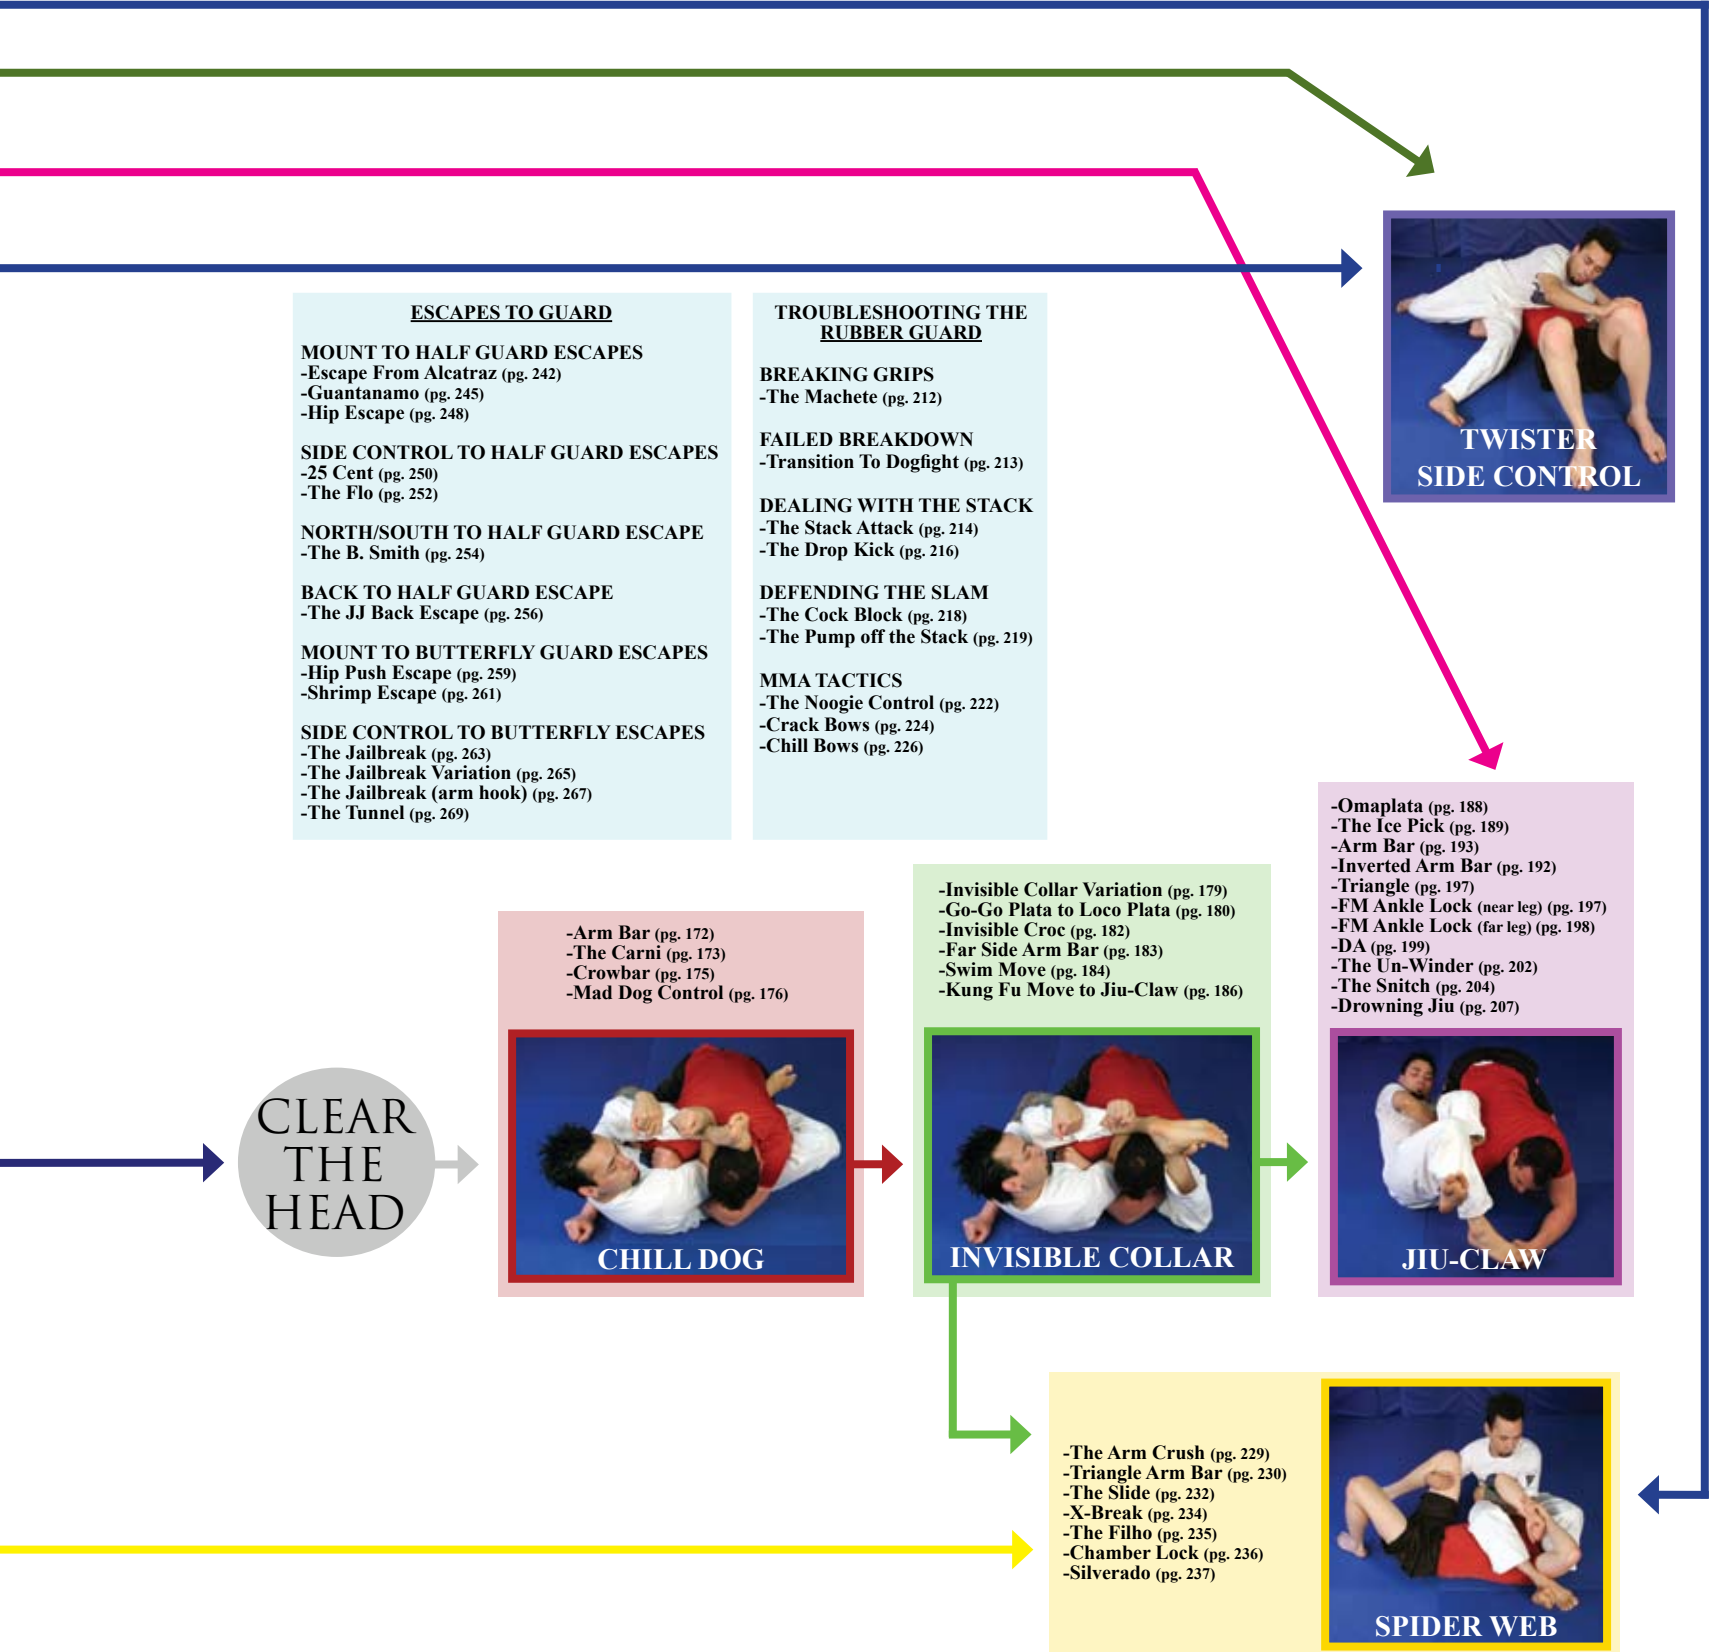 ESCAPES TO GUARD
MOUNT TO HALF GUARD ESCAPES
-Escape From Alcatraz (pg. 242)
-Guantanamo (pg. 245)
-Hip Escape (pg. 248)
SIDE CONTROL TO HALF GUARD ESCAPES
-25 Cent (pg. 250)
-The Flo (pg. 252)
NORTH/SOUTH TO HALF GUARD ESCAPE
-The B. Smith (pg. 254)
BACK TO HALF GUARD ESCAPE
-The JJ Back Escape (pg. 256)
MOUNT TO BUTTERFLY GUARD ESCAPES
-Hip Push Escape (pg. 259)
-Shrimp Escape (pg. 261)
SIDE CONTROL TO BUTTERFLY ESCAPES
-The Jailbreak (pg. 263)
-The Jailbreak Variation (pg. 265)
-The Jailbreak (arm hook) (pg. 267)
-The Tunnel (pg. 269)
TROUBLESHOOTING THE
RUBBER GUARD
BREAKING GRIPS
-The Machete (pg. 212)
FAILED BREAKDOWN
-Transition To Dogfight (pg. 213)
DEALING WITH THE STACK
-The Stack Attack (pg. 214)
-The Drop Kick (pg. 216)
DEFENDING THE SLAM
-The Cock Block (pg. 218)
-The Pump off the Stack (pg. 219)
MMA TACTICS
-The Noogie Control (pg. 222)
-Crack Bows (pg. 224)
-Chill Bows (pg. 226)
TWISTER
SIDE CONTROL
CLEAR
THE
HEAD
-Arm Bar (pg. 172)
-The Carni (pg. 173)
-Crowbar (pg. 175)
-Mad Dog Control (pg. 176)
CHILL DOG
-Invisible Collar Variation (pg. 179)
-Go-Go Plata to Loco Plata (pg. 180)
-Invisible Croc (pg. 182)
-Far Side Arm Bar (pg. 183)
-Swim Move (pg. 184)
-Kung Fu Move to Jiu-Claw (pg. 186)
INVISIBLE COLLAR
-Omaplata (pg. 188)
-The Ice Pick (pg. 189)
-Arm Bar (pg. 193)
-Inverted Arm Bar (pg. 192)
-Triangle (pg. 197)
-FM Ankle Lock (near leg) (pg. 197)
-FM Ankle Lock (far leg) (pg. 198)
-DA (pg. 199)
-The Un-Winder (pg. 202)
-The Snitch (pg. 204)
-Drowning Jiu (pg. 207)
JIU-CLAW
-The Arm Crush (pg. 229)
-Triangle Arm Bar (pg. 230)
-The Slide (pg. 232)
-X-Break (pg. 234)
-The Filho (pg. 235)
-Chamber Lock (pg. 236)
-Silverado (pg. 237)
SPIDER WEB